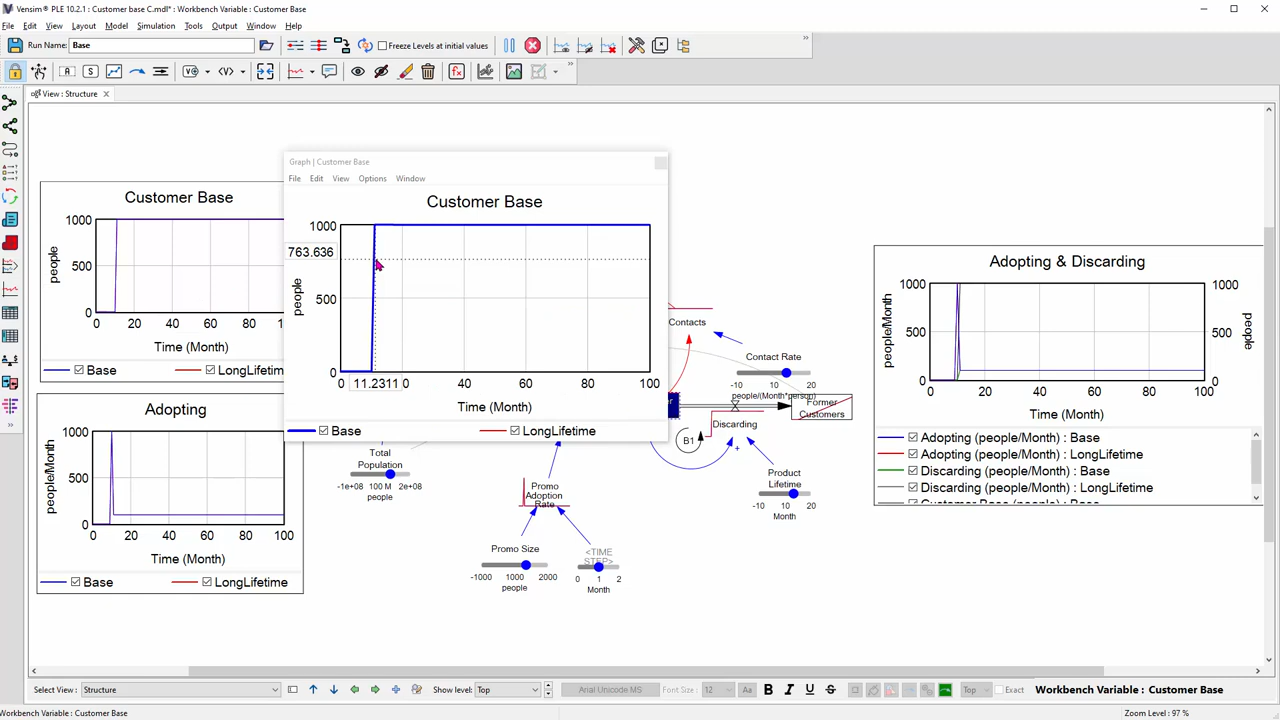 Vensim® PLE 10.2.1 : Customer base C.mdl* : Workbench Variable : Customer Base
File Edit View Layout Model Simulation Tools Output Window Help
Run Name: Base
Freeze Levels at initial values
View : Structure
Customer Base
1000
500
0
people
0 20 40 60 80
Time (Month)
Base LongLifetime
Adopting
1000
500
0
people/Month
0 20 40 60 80 100
Time (Month)
Base LongLifetime
Graph | Customer Base
File Edit View Options Window
Customer Base
1000
763.636
500
0
people
0 11.2311 40 60 80 100
Time (Month)
Base LongLifetime
Contacts
Contact Rate
-10 10 20
people/(Month*person)
Former
Customers
Discarding
B1
+
Product
Lifetime
-10 10 20
Month
Total
Population
-1e+08 100 M 2e+08
people
Promo
Adoption
Rate
Promo Size
-1000 1000 2000
people
<TIME
STEP>
0 1 2
Month
Adopting & Discarding
1000 1000
500 500
0 0
people/Month
people
0 20 40 60 80 100
Time (Month)
Adopting (people/Month) : Base
Adopting (people/Month) : LongLifetime
Discarding (people/Month) : Base
Discarding (people/Month) : LongLifetime
Select View : Structure Show level: Top Arial Unicode MS Font Size : 12 Aa B I U S Top Exact Workbench Variable : Customer Base
Workbench Variable : Customer Base
Zoom Level : 97 %